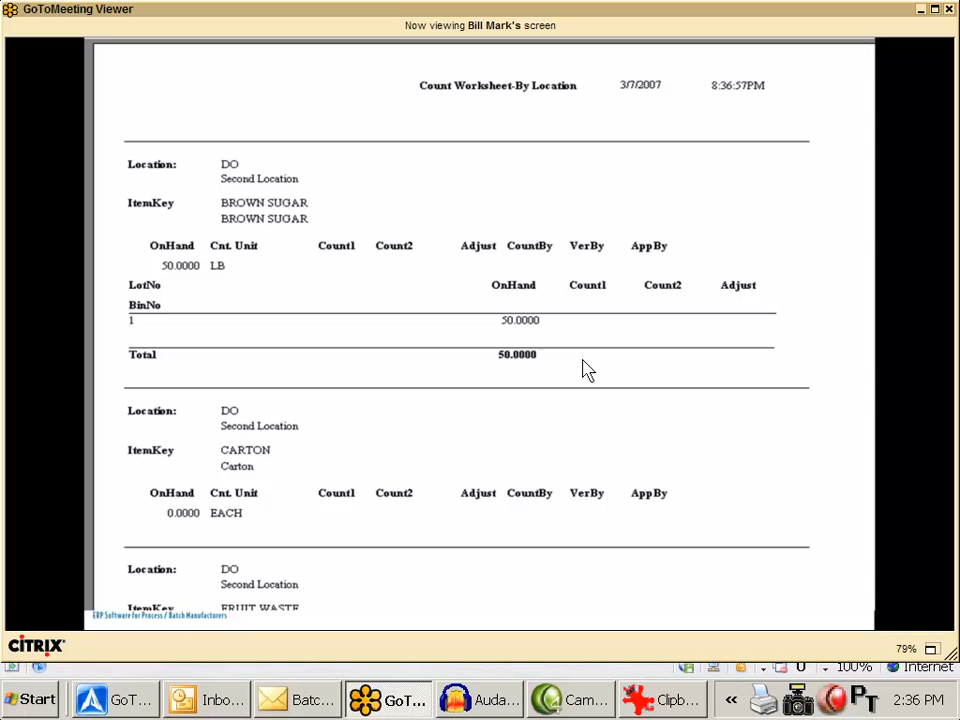 GoToMeeting Viewer
Now viewing Bill Mark's screen
Count Worksheet-By Location 3/7/2007 8:36:57PM
Location: DO
Second Location
ItemKey BROWN SUGAR
BROWN SUGAR
OnHand Cnt. Unit Count1 Count2 Adjust CountBy VerBy AppBy
50.0000 LB
LotNo OnHand Count1 Count2 Adjust
BinNo
1 50.0000
Total 50.0000
Location: DO
Second Location
ItemKey CARTON
Carton
OnHand Cnt. Unit Count1 Count2 Adjust CountBy VerBy AppBy
0.0000 EACH
Location: DO
Second Location
ItemKey FRUIT WASTE
ERP Software for Process / Batch Manufacturers
CITRIX 79%
U 100% Internet
Start GoT... Inbo... Batc... GoT... Auda... Cam... Clipb... « PT 2:36 PM